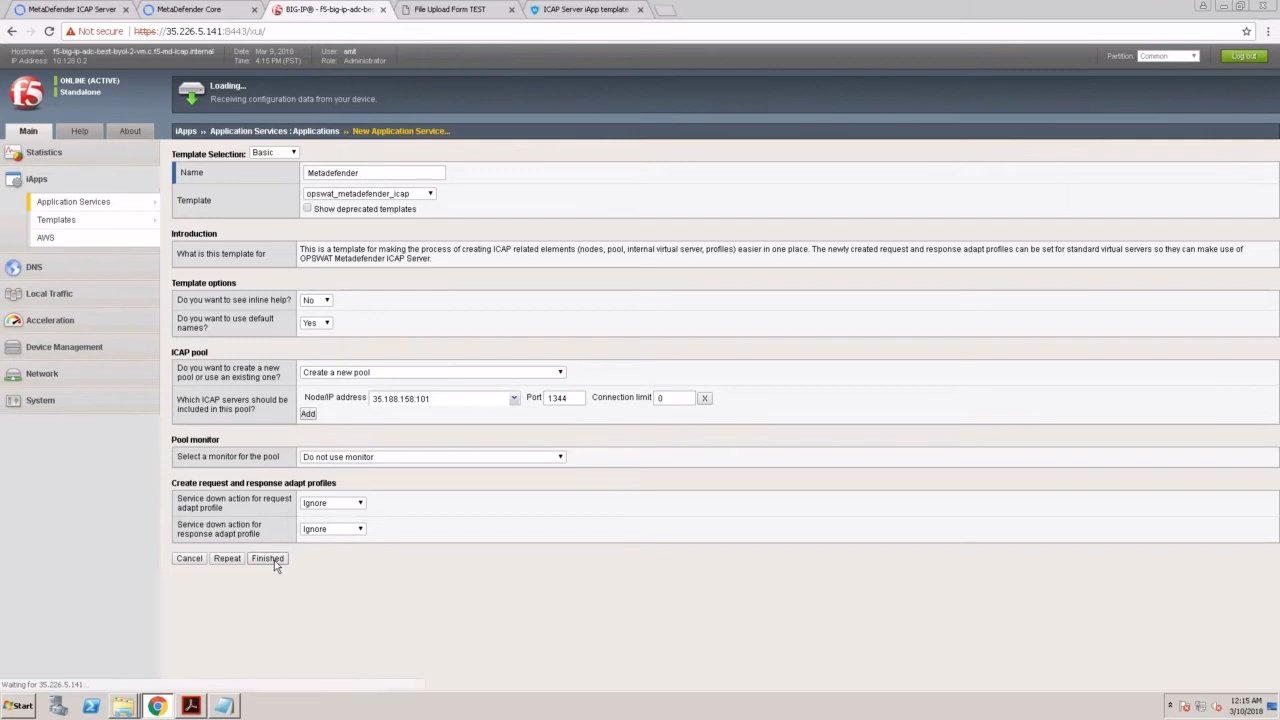 MetaDefender ICAP Server
MetaDefender Core
BIG-IP® - f5-big-ip-adc-bes
File Upload Form TEST
ICAP Server iApp template
Not secure
https://35.226.5.141:8443/xui/
Hostname: f5-big-ip-adc-best-byol-2-vm.c.f5-md-icap.internal
Date: Mar 9, 2018
User: amit
IP Address: 10.128.0.2
Time: 4:15 PM (PST)
Role: Administrator
Partition: Common
Log out
f5
ONLINE (ACTIVE)
Standalone
Loading...
Receiving configuration data from your device.
Main
Help
About
iApps ›› Application Services : Applications ›› New Application Service...
Statistics
iApps
Application Services
Templates
AWS
DNS
Local Traffic
Acceleration
Device Management
Network
System
Template Selection: Basic
Name
Metadefender
Template
opswat_metadefender_icap
Show deprecated templates
Introduction
What is this template for
This is a template for making the process of creating ICAP related elements (nodes, pool, internal virtual server, profiles) easier in one place. The newly created request and response adapt profiles can be set for standard virtual servers so they can make use of
OPSWAT Metadefender ICAP Server.
Template options
Do you want to see inline help?
No
Do you want to use default
names?
Yes
ICAP pool
Do you want to create a new
pool or use an existing one?
Create a new pool
Which ICAP servers should be
included in this pool?
Node/IP address 35.188.158.101 Port 1344 Connection limit 0 X
Add
Pool monitor
Select a monitor for the pool
Do not use monitor
Create request and response adapt profiles
Service down action for request
adapt profile
Ignore
Service down action for
response adapt profile
Ignore
Cancel
Repeat
Finished
Waiting for 35.226.5.141...
Start
12:15 AM
3/10/2018